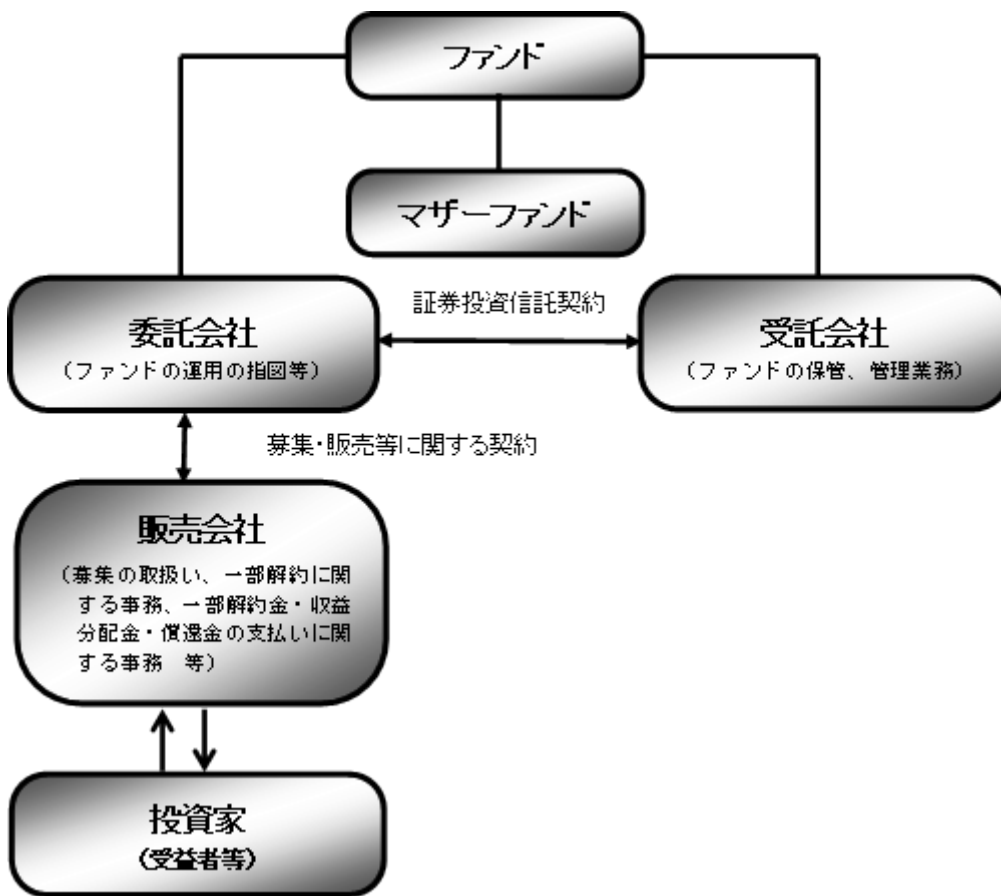 ファンド
マザーファンド
証券投資信託契約
委託会社
(ファンドの運用の指図等)
受託会社
(ファンドの保管、管理業務)
募集・販売等に関する契約
販売会社
(募集の取扱い、一部解約に関
する事務、一部解約金・収益
分配金・償還金の支払いに関
する事務 等)
投資家
(受益者等)